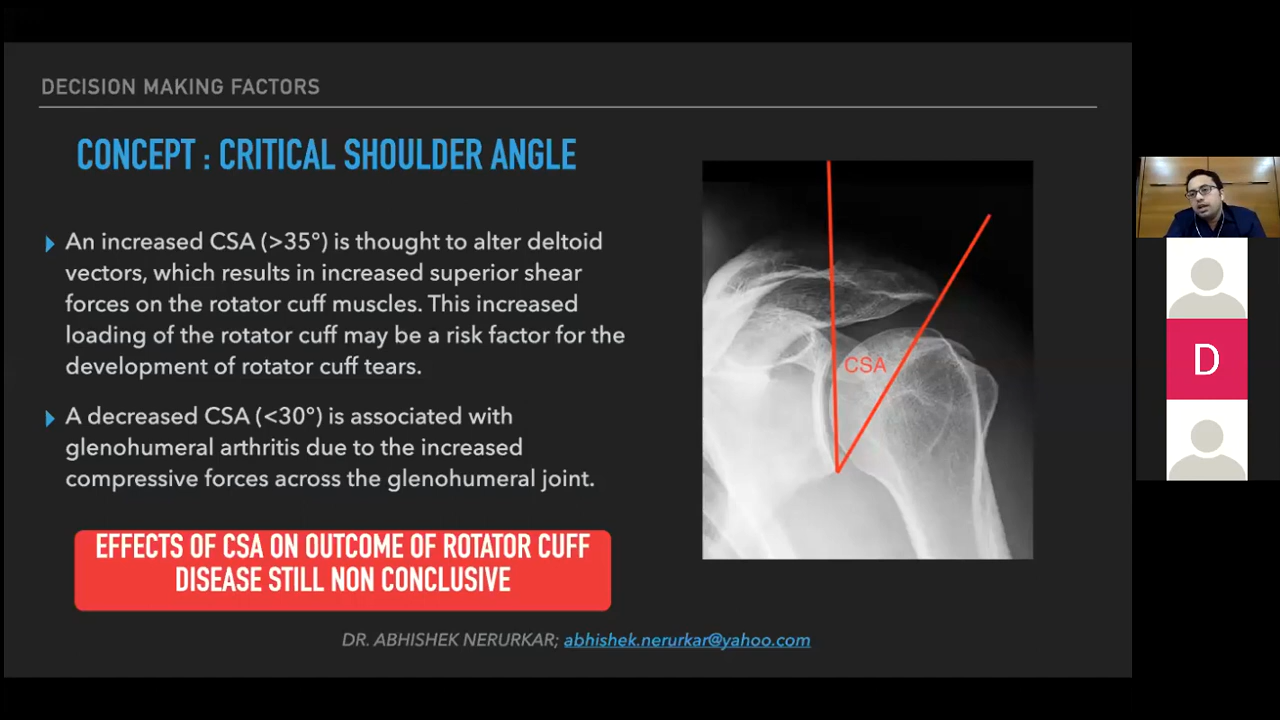 DECISION MAKING FACTORS
CONCEPT : CRITICAL SHOULDER ANGLE
An increased CSA (>35°) is thought to alter deltoid
vectors, which results in increased superior shear
forces on the rotator cuff muscles. This increased
loading of the rotator cuff may be a risk factor for the
development of rotator cuff tears.
A decreased CSA (<30°) is associated with
glenohumeral arthritis due to the increased
compressive forces across the glenohumeral joint.
EFFECTS OF CSA ON OUTCOME OF ROTATOR CUFF
DISEASE STILL NON CONCLUSIVE
CSA
DR. ABHISHEK NERURKAR; abhishek.nerurkar@yahoo.com
D